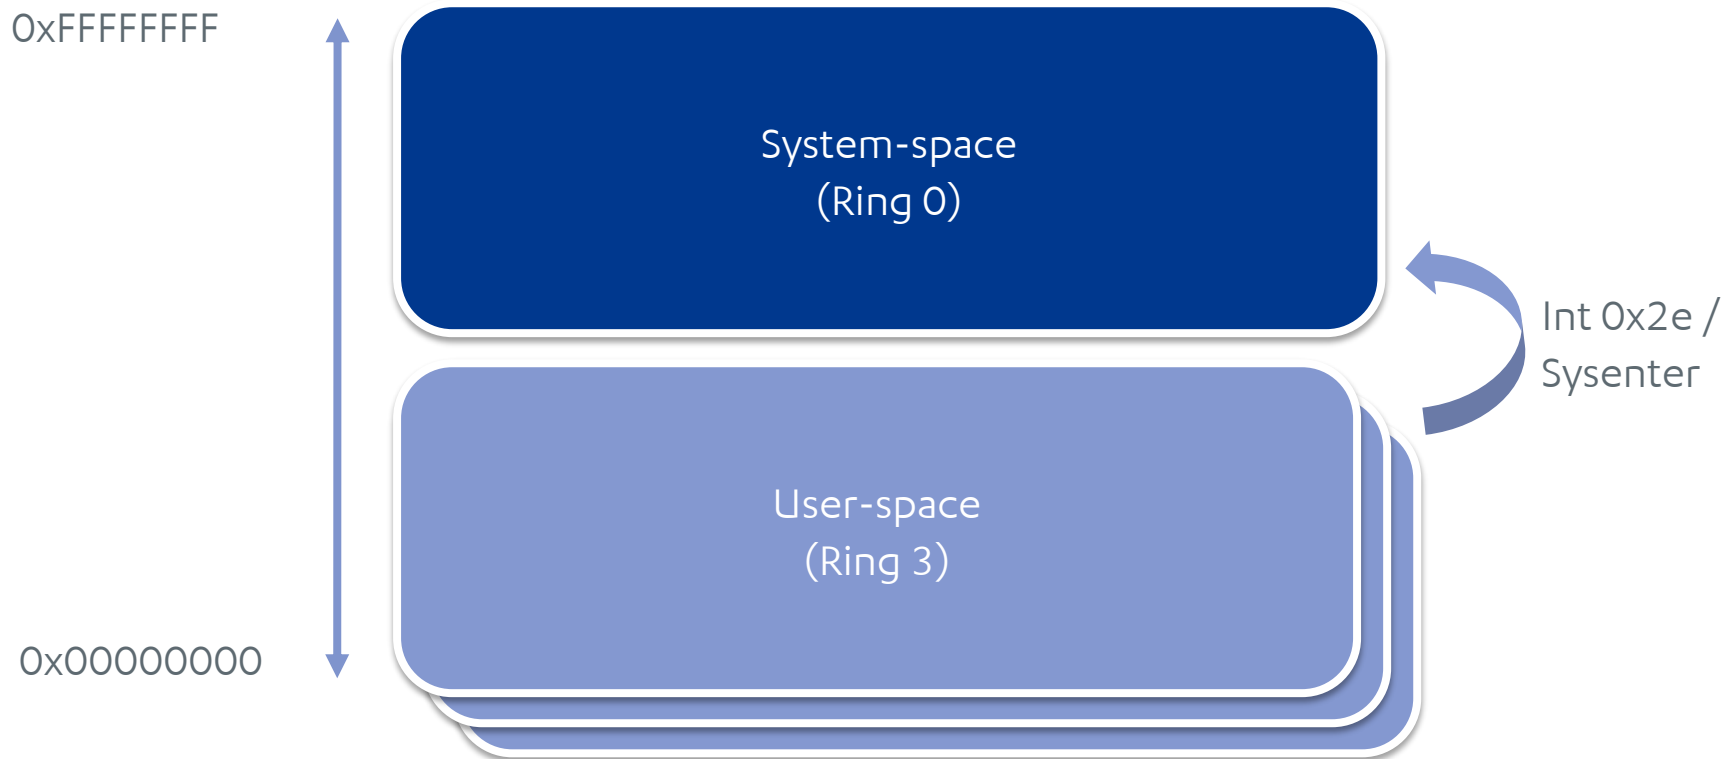 0xFFFFFFFF
System-space
(Ring 0)
Int 0x2e /
Sysenter
User-space
(Ring 3)
0x00000000